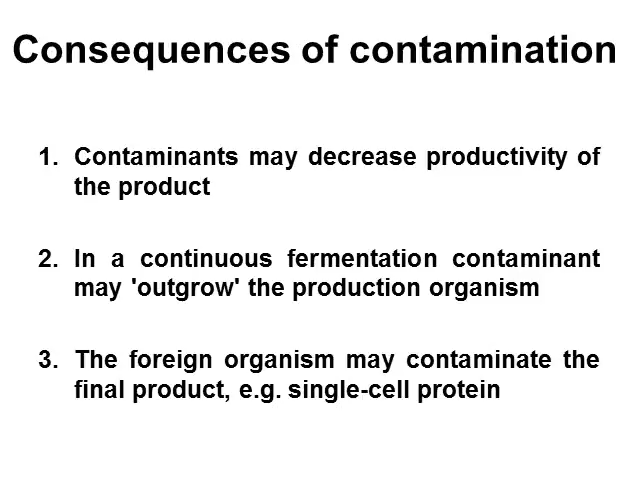 Consequences of contamination
1. Contaminants may decrease productivity of
the product
2. In a continuous fermentation contaminant
may 'outgrow' the production organism
3. The foreign organism may contaminate the
final product, e.g. single-cell protein